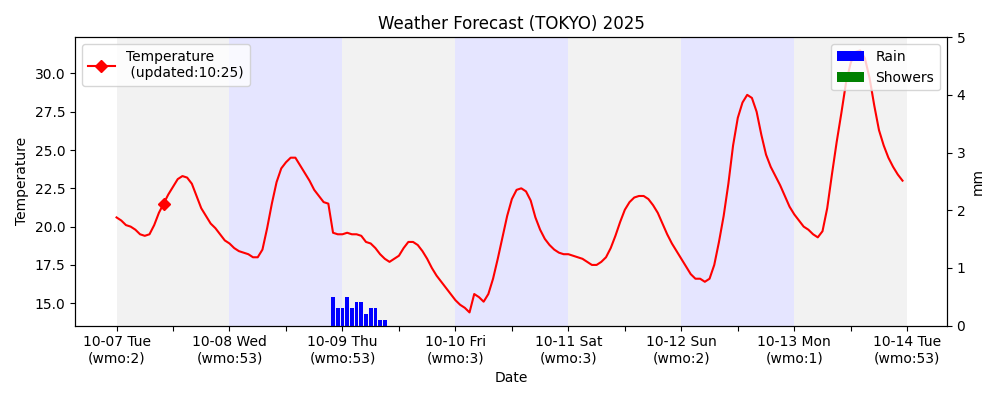 Weather Forecast (TOKYO) 2025
Temperature
(updated:10:25)
Rain
Showers
30.0
27.5
25.0
22.5
20.0
17.5
15.0
Temperature
5
4
3
2
1
0
mm
10-07 Tue
(wmo:2)
10-08 Wed
(wmo:53)
10-09 Thu
(wmo:53)
10-10 Fri
(wmo:3)
10-11 Sat
(wmo:3)
10-12 Sun
(wmo:2)
10-13 Mon
(wmo:1)
10-14 Tue
(wmo:53)
Date